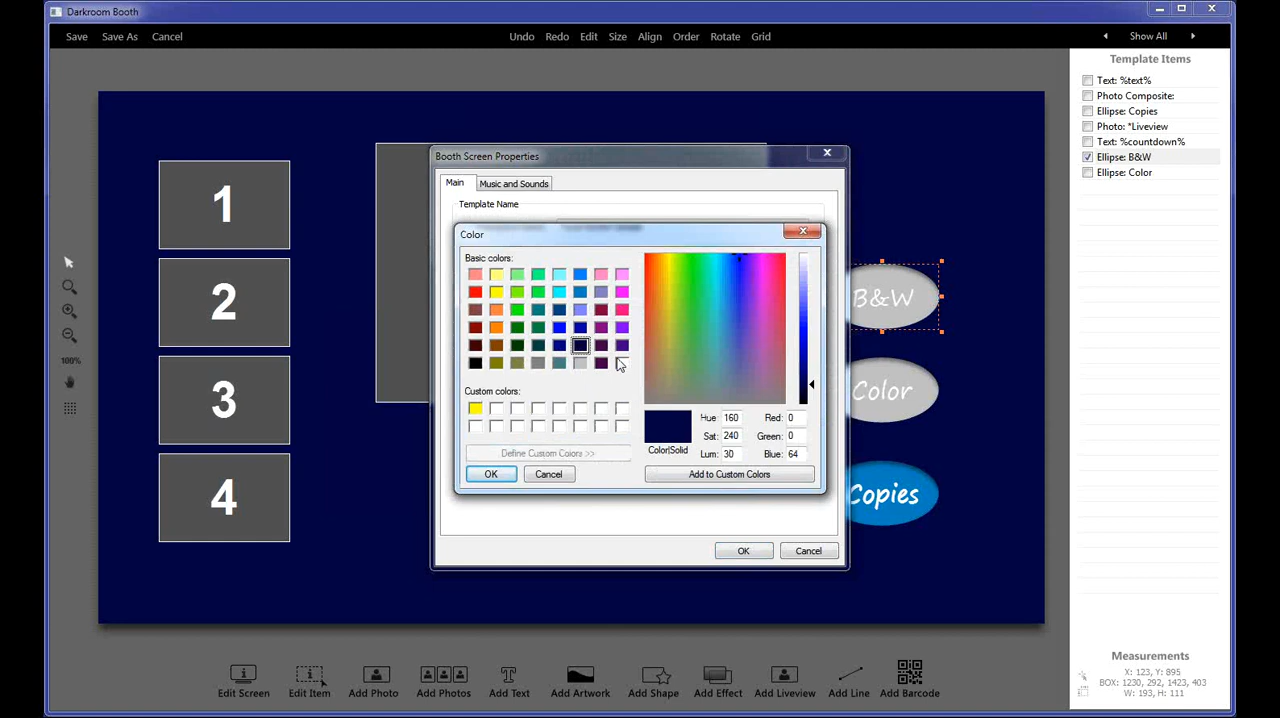 Darkroom Booth
Save Save As Cancel Undo Redo Edit Size Align Order Rotate Grid Show All
Template Items
Text: %text%
Photo Composite:
Ellipse: Copies
Photo: *Liveview
Text: %countdown%
Ellipse: B&W
Ellipse: Color
1
2
3
4
100%
Booth Screen Properties
Main Music and Sounds
Template Name
Color
Basic colors:
Custom colors:
Define Custom Colors >>
OK Cancel
Hue: 160 Red: 0
Sat: 240 Green: 0
Color|Solid Lum: 30 Blue: 64
Add to Custom Colors
OK Cancel
B&W
Color
Copies
Edit Screen Edit Item Add Photo Add Photos Add Text Add Artwork Add Shape Add Effect Add Liveview Add Line Add Barcode
Measurements
X: 123, Y: 895
BOX: 1230, 292, 1423, 403
W: 193, H: 111